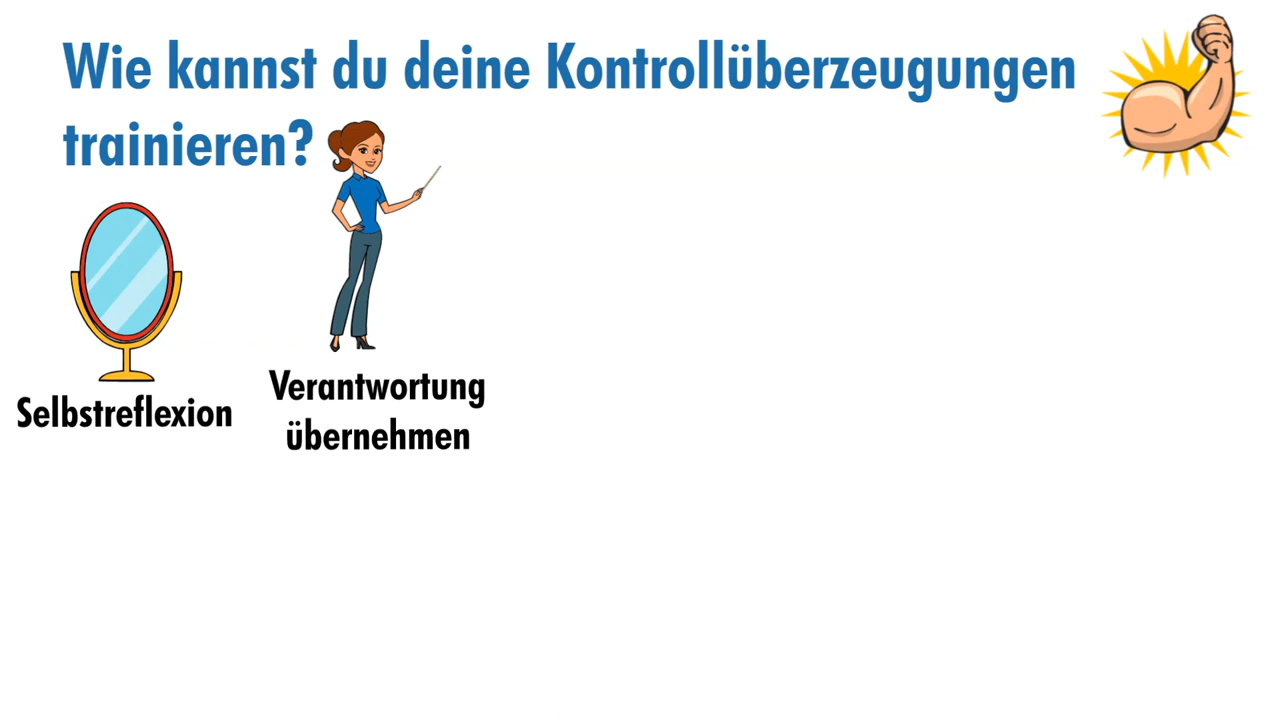 Wie kannst du deine Kontrollüberzeugungen
trainieren?
Selbstreflexion
Verantwortung
übernehmen